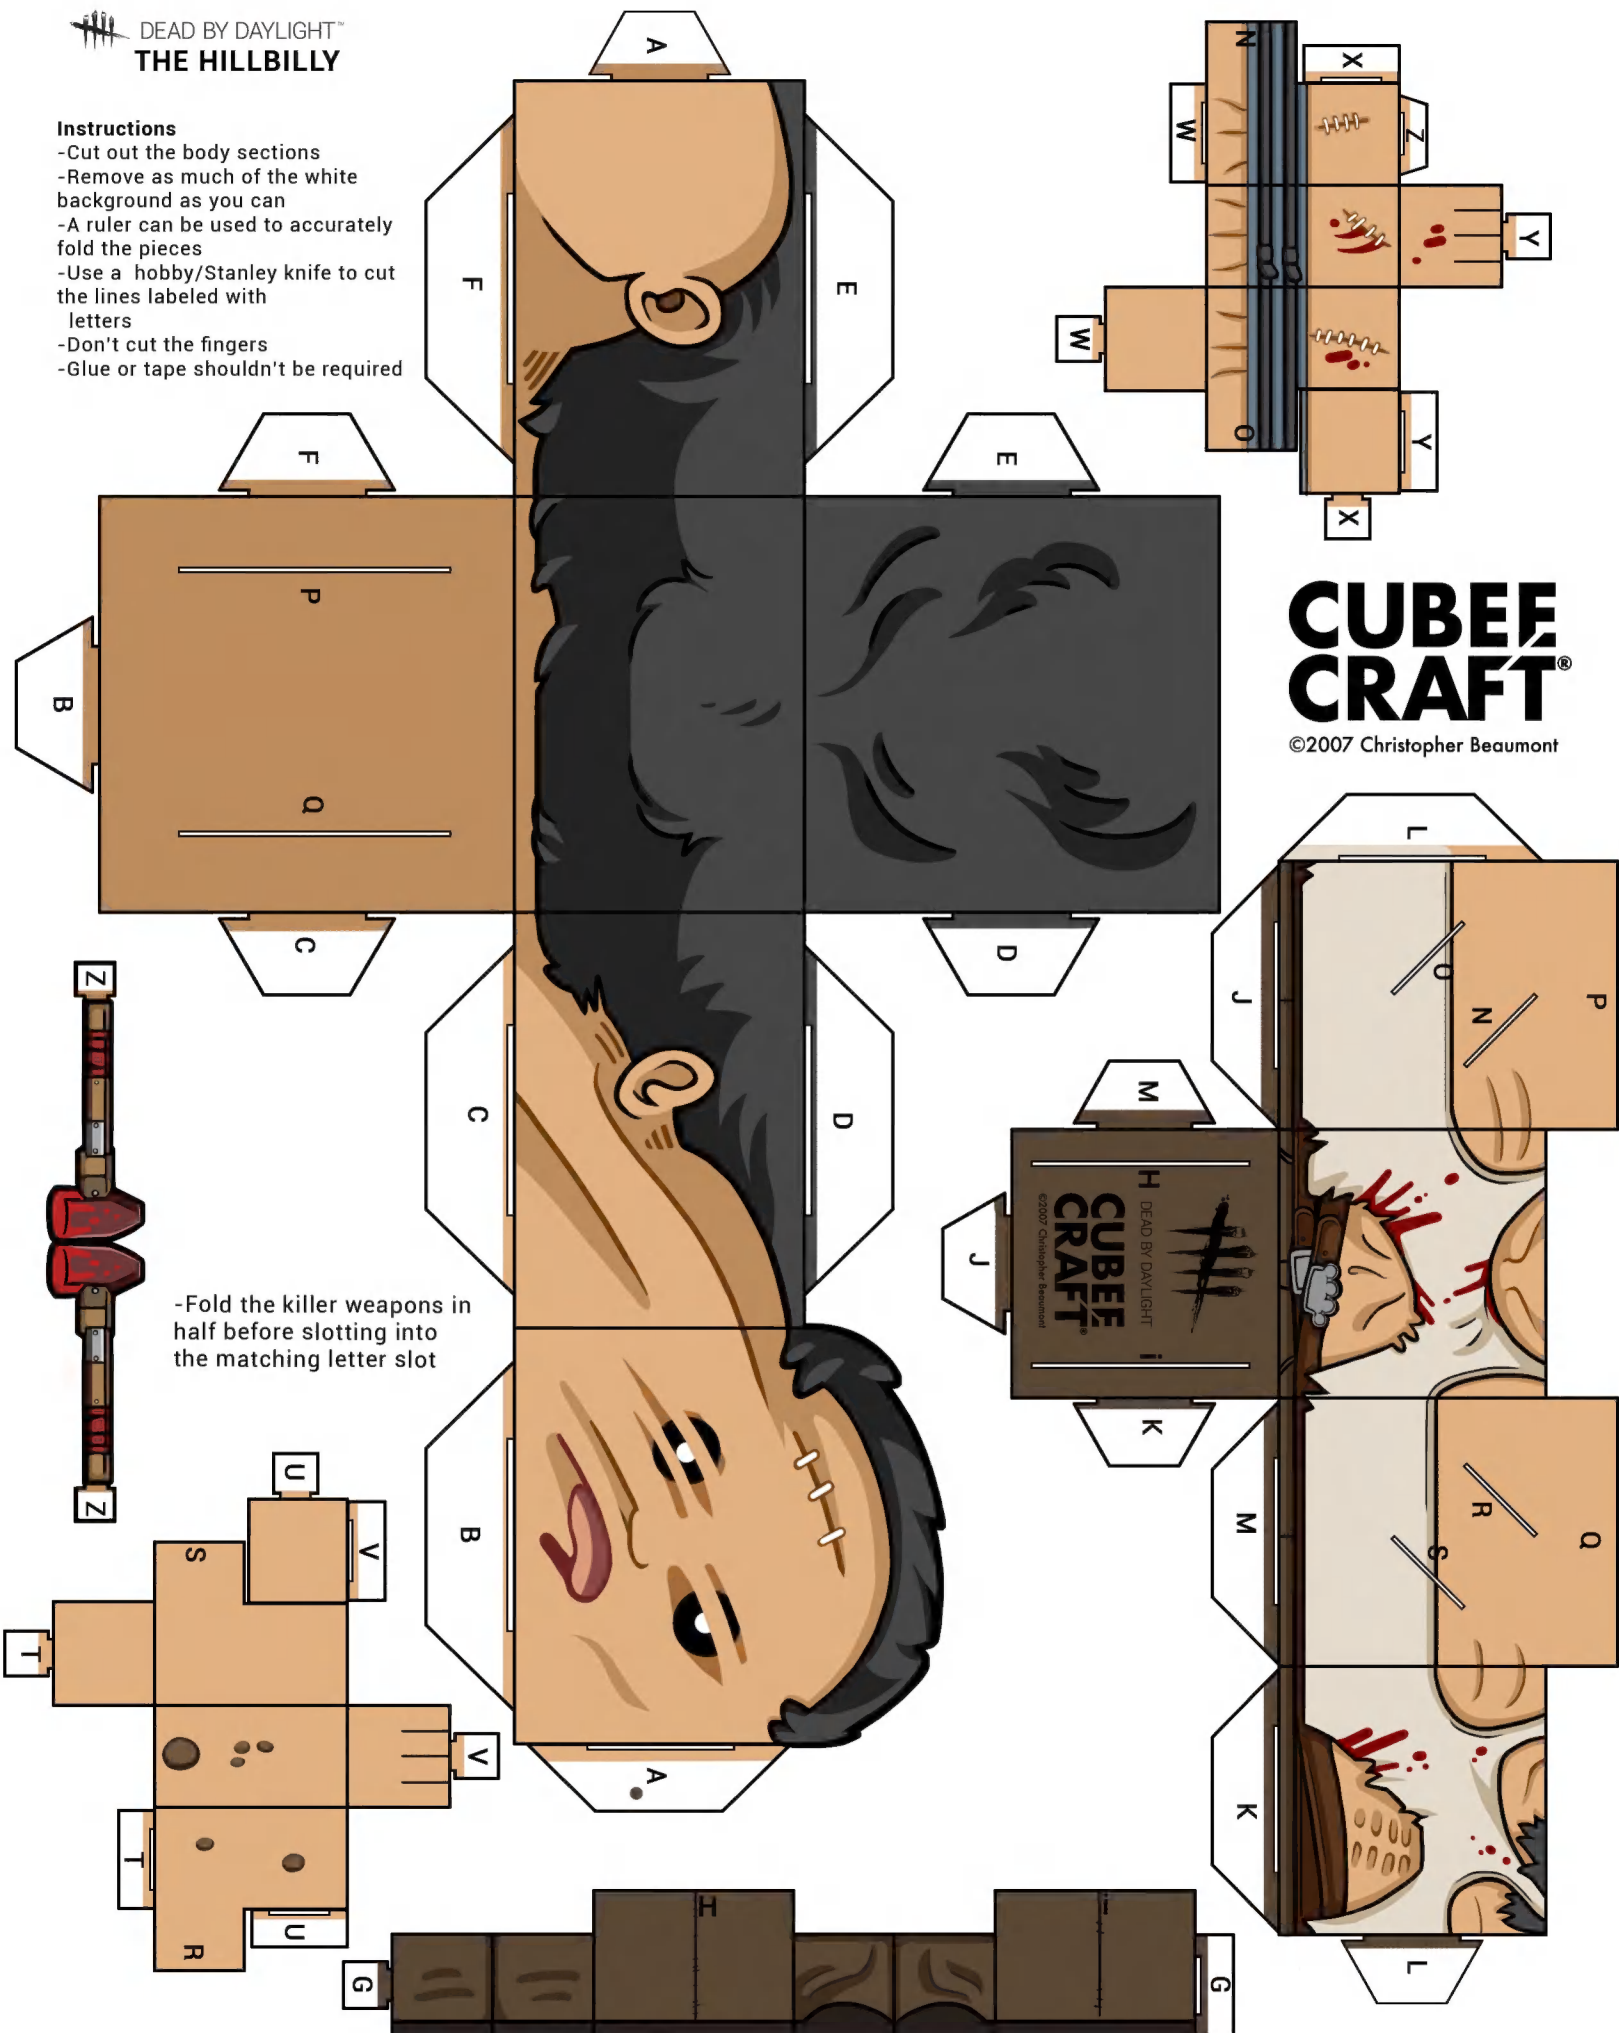 DEAD BY DAYLIGHT™
THE HILLBILLY
Instructions
-Cut out the body sections
-Remove as much of the white
background as you can
-A ruler can be used to accurately
fold the pieces
-Use a hobby/Stanley knife to cut
the lines labeled with
letters
-Don't cut the fingers
-Glue or tape shouldn't be required
A
F
E
F
E
P
B
Q
C
D
C
D
N
X
W
Z
Y
W
O
Y
X
CUBEE
CRAFT®
©2007 Christopher Beaumont
L
O
P
N
J
M
H
DEAD BY DAYLIGHT
CUBEE
CRAFT®
©2007 Christopher Beaumont
i
J
K
M
R
Q
S
K
L
Z
Z
-Fold the killer weapons in
half before slotting into
the matching letter slot
B
A
U
V
S
T
V
T
U
R
G
H
i
G